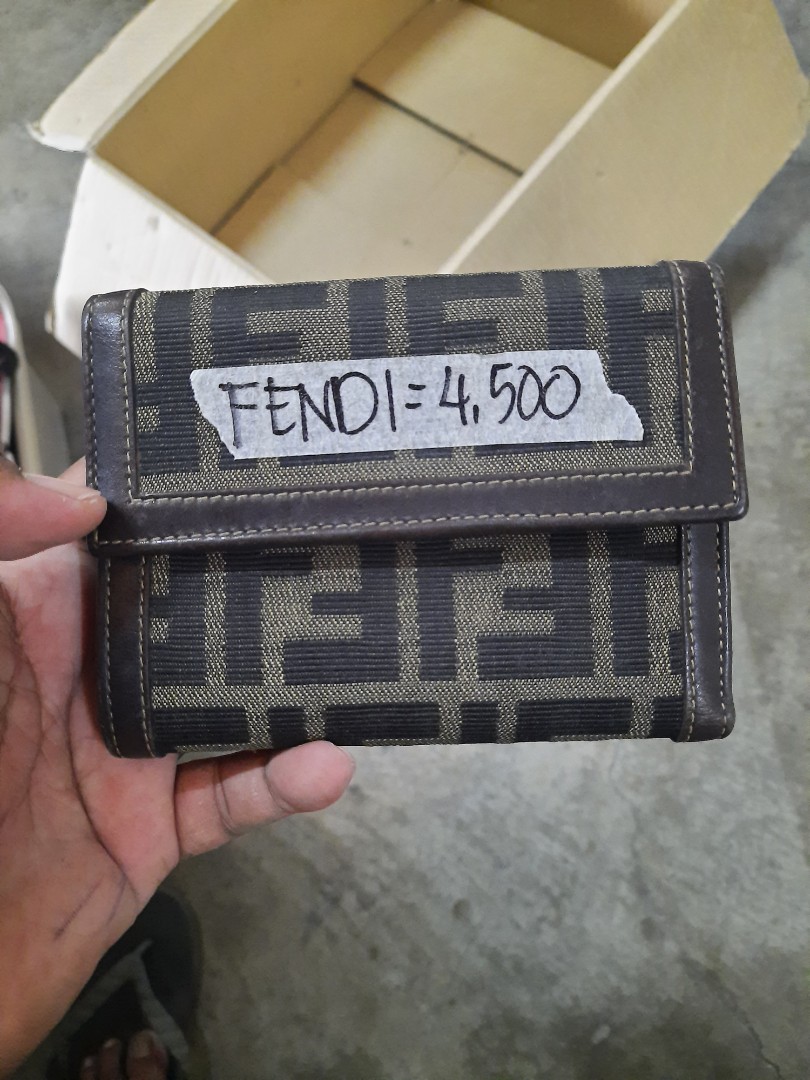 FENDI = 4,500